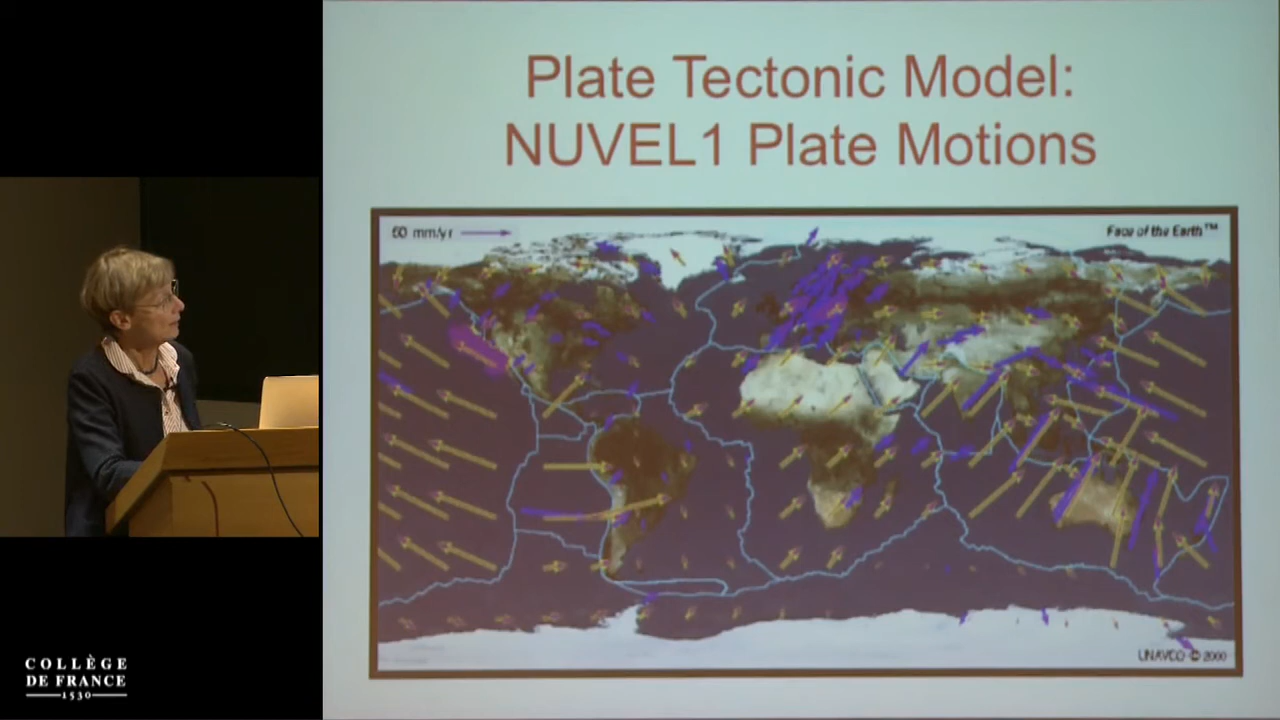 Plate Tectonic Model:
NUVEL1 Plate Motions
60 mm/yr
Face of the Earth™
UNAVCO © 2000
COLLÈGE
DE FRANCE
1530